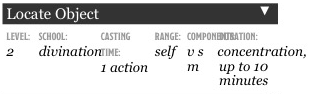 Locate Object ▼
LEVEL: SCHOOL: CASTING TIME: RANGE: COMPONENTS: DURATION:
2 divination 1 action self v s m concentration, up to 10 minutes